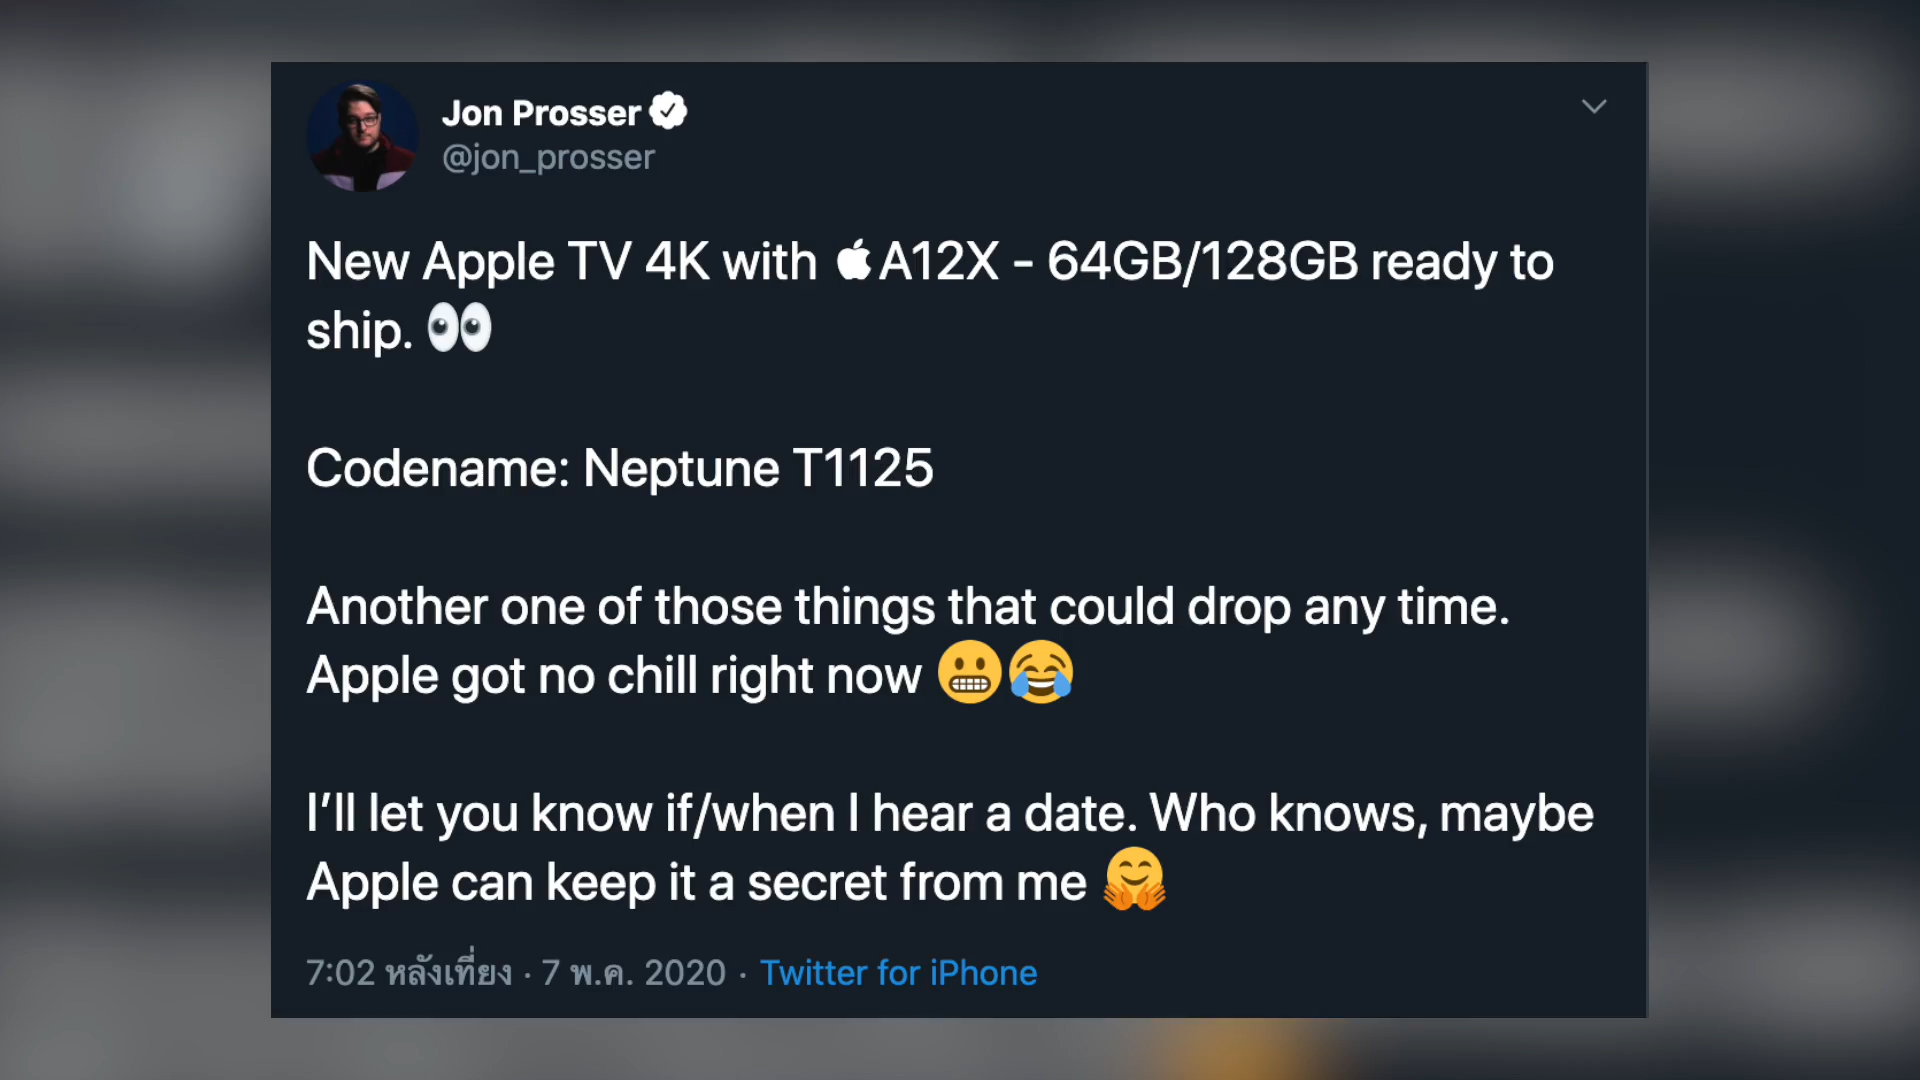 Jon Prosser
@jon_prosser
New Apple TV 4K with A12X - 64GB/128GB ready to
ship. 👀
Codename: Neptune T1125
Another one of those things that could drop any time.
Apple got no chill right now 😬😂
I’ll let you know if/when I hear a date. Who knows, maybe
Apple can keep it a secret from me 🤗
7:02 หลังเที่ยง · 7 พ.ค. 2020 · Twitter for iPhone